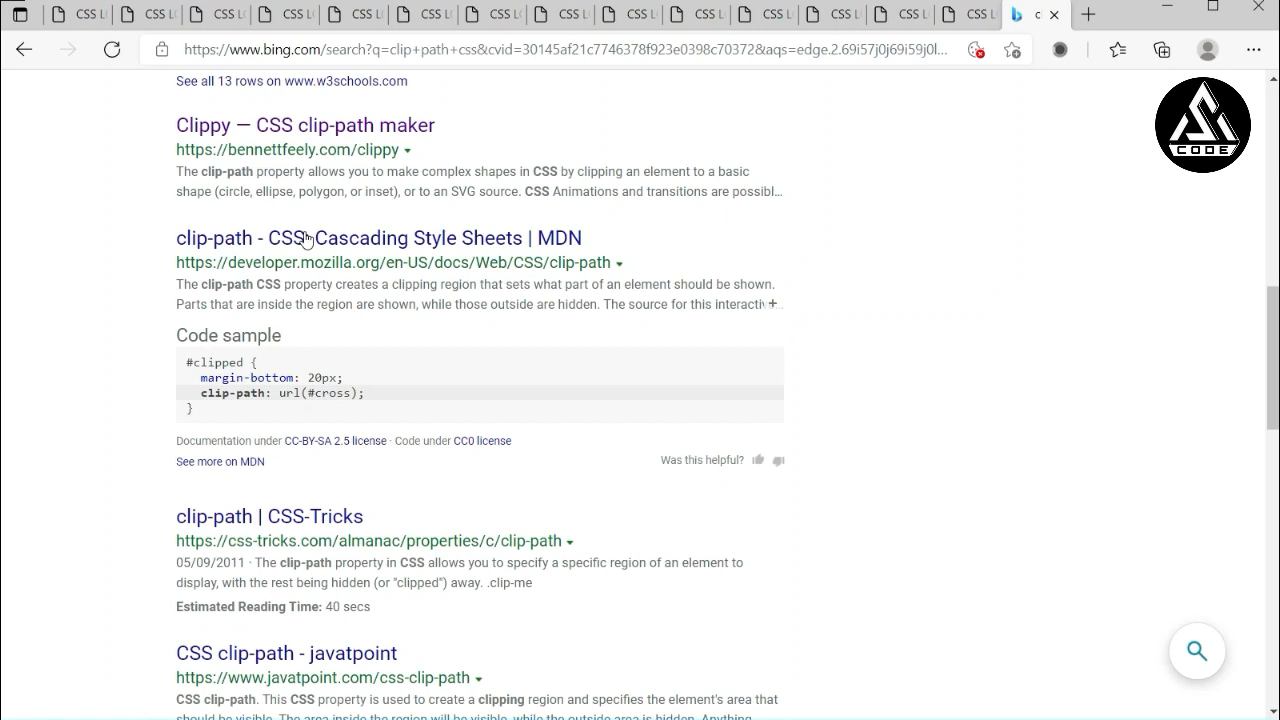 CSS L CSS L CSS L CSS L CSS L CSS L CSS L CSS L CSS L CSS L CSS L CSS L CSS L CSS L c
https://www.bing.com/search?q=clip+path+css&cvid=30145af21c7746378f923e0398c70372&aqs=edge.2.69i57j0j69i59j0l...
See all 13 rows on www.w3schools.com
Clippy — CSS clip-path maker
https://bennettfeely.com/clippy
The clip-path property allows you to make complex shapes in CSS by clipping an element to a basic
shape (circle, ellipse, polygon, or inset), or to an SVG source. CSS Animations and transitions are possibl...
CODE
clip-path - CSS: Cascading Style Sheets | MDN
https://developer.mozilla.org/en-US/docs/Web/CSS/clip-path
The clip-path CSS property creates a clipping region that sets what part of an element should be shown.
Parts that are inside the region are shown, while those outside are hidden. The source for this interactiv
Code sample
#clipped {
margin-bottom: 20px;
clip-path: url(#cross);
}
Documentation under CC-BY-SA 2.5 license · Code under CC0 license
See more on MDN
Was this helpful?
clip-path | CSS-Tricks
https://css-tricks.com/almanac/properties/c/clip-path
05/09/2011 · The clip-path property in CSS allows you to specify a specific region of an element to
display, with the rest being hidden (or "clipped") away. .clip-me
Estimated Reading Time: 40 secs
CSS clip-path - javatpoint
https://www.javatpoint.com/css-clip-path
CSS clip-path. This CSS property is used to create a clipping region and specifies the element's area that
should be visible. The area inside the region will be visible, while the outside area is hidden. Anything